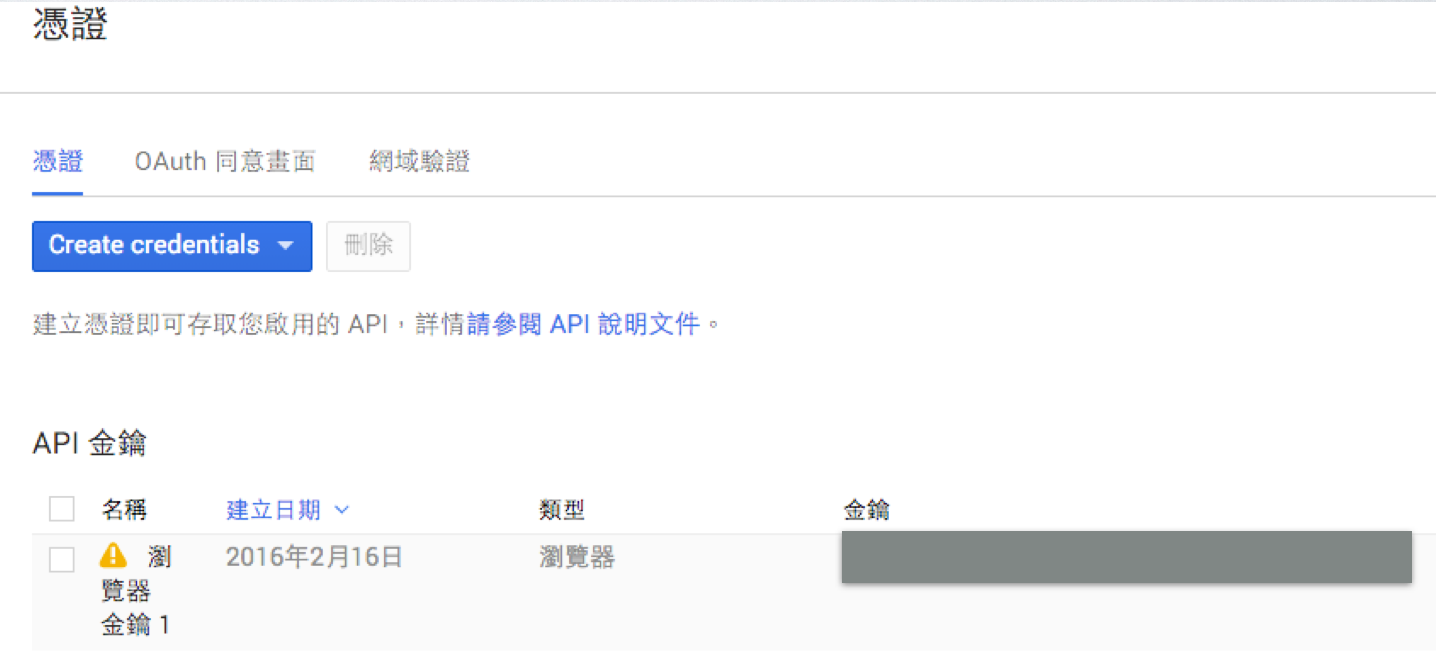 憑證
憑證 OAuth 同意畫面 網域驗證
Create credentials 刪除
建立憑證即可存取您啟用的 API，詳情請參閱 API 說明文件。
API 金鑰
名稱 建立日期 類型 金鑰
瀏 2016年2月16日 瀏覽器
覽器
金鑰 1